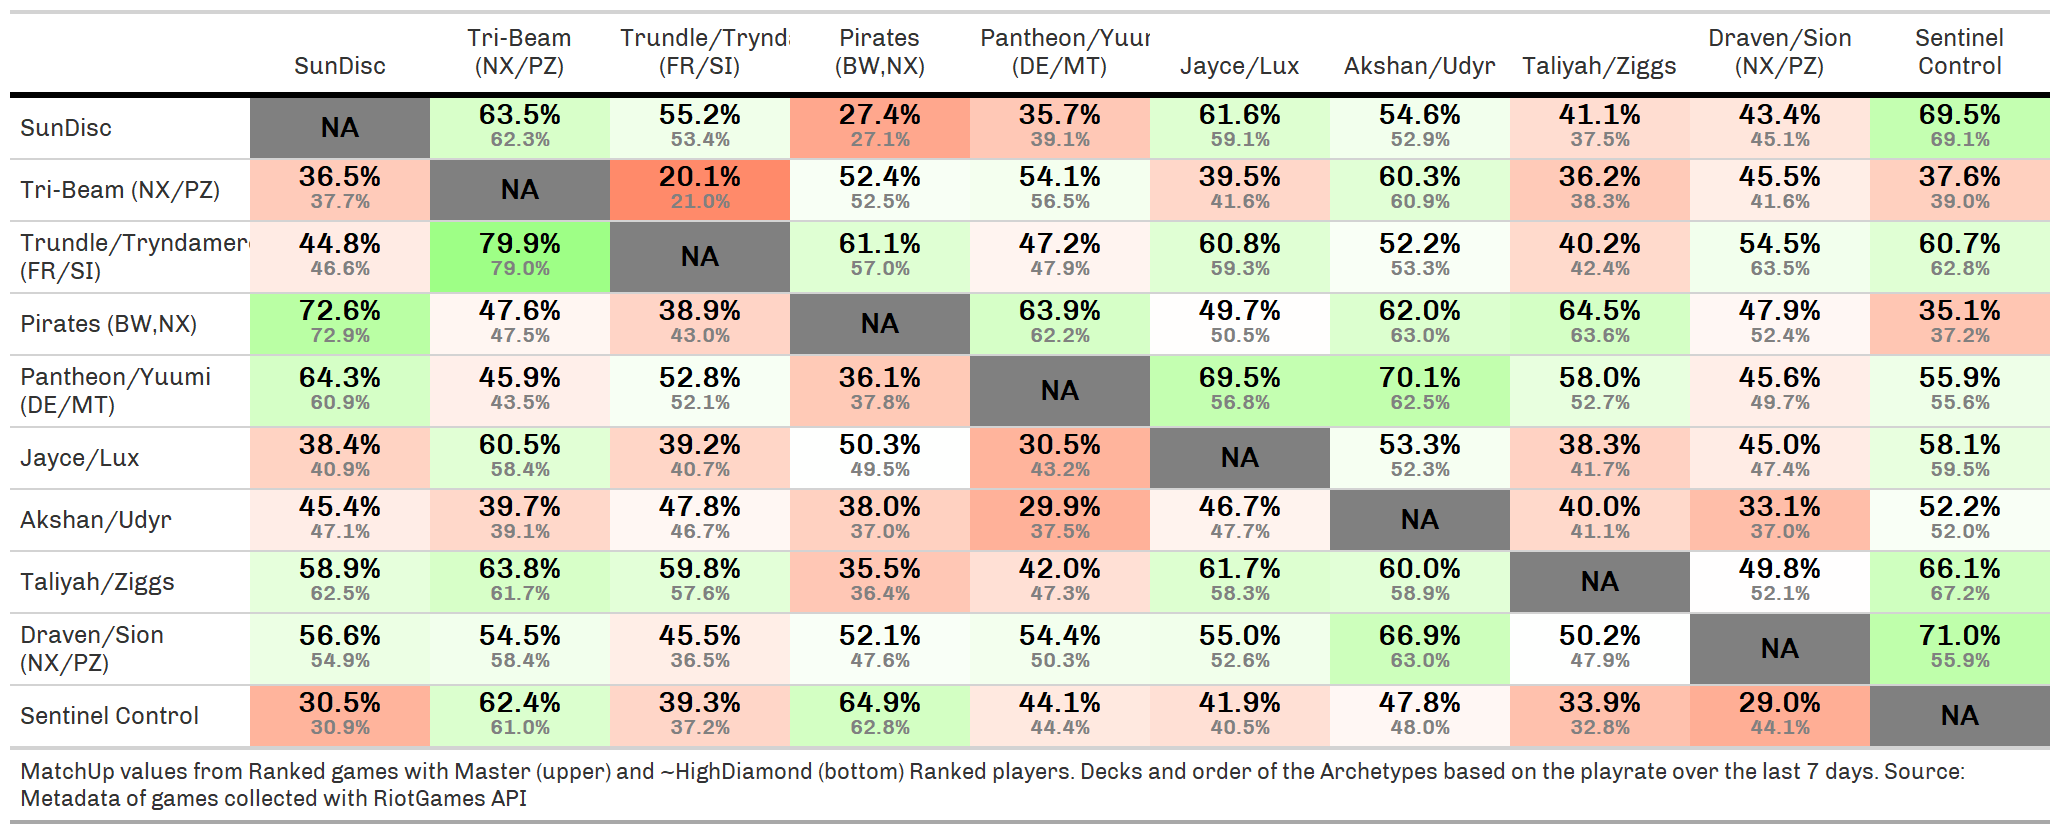 Tri-Beam Trundle/Trynd Pirates Pantheon/Yuu Draven/Sion Sentinel
SunDisc (NX/PZ) (FR/SI) (BW,NX) (DE/MT) Jayce/Lux Akshan/Udyr Taliyah/Ziggs (NX/PZ) Control
SunDisc NA 63.5% 55.2% 27.4% 35.7% 61.6% 54.6% 41.1% 43.4% 69.5%
62.3% 53.4% 27.1% 39.1% 59.1% 52.9% 37.5% 45.1% 69.1%
Tri-Beam (NX/PZ) 36.5% NA 20.1% 52.4% 54.1% 39.5% 60.3% 36.2% 45.5% 37.6%
37.7% 21.0% 52.5% 56.5% 41.6% 60.9% 38.3% 41.6% 39.0%
Trundle/Tryndamer 44.8% 79.9% NA 61.1% 47.2% 60.8% 52.2% 40.2% 54.5% 60.7%
(FR/SI) 46.6% 79.0% 57.0% 47.9% 59.3% 53.3% 42.4% 63.5% 62.8%
Pirates (BW,NX) 72.6% 47.6% 38.9% NA 63.9% 49.7% 62.0% 64.5% 47.9% 35.1%
72.9% 47.5% 43.0% 62.2% 50.5% 63.0% 63.6% 52.4% 37.2%
Pantheon/Yuumi 64.3% 45.9% 52.8% 36.1% NA 69.5% 70.1% 58.0% 45.6% 55.9%
(DE/MT) 60.9% 43.5% 52.1% 37.8% 56.8% 62.5% 52.7% 49.7% 55.6%
Jayce/Lux 38.4% 60.5% 39.2% 50.3% 30.5% NA 53.3% 38.3% 45.0% 58.1%
40.9% 58.4% 40.7% 49.5% 43.2% 52.3% 41.7% 47.4% 59.5%
Akshan/Udyr 45.4% 39.7% 47.8% 38.0% 29.9% 46.7% NA 40.0% 33.1% 52.2%
47.1% 39.1% 46.7% 37.0% 37.5% 47.7% 41.1% 37.0% 52.0%
Taliyah/Ziggs 58.9% 63.8% 59.8% 35.5% 42.0% 61.7% 60.0% NA 49.8% 66.1%
62.5% 61.7% 57.6% 36.4% 47.3% 58.3% 58.9% 52.1% 67.2%
Draven/Sion 56.6% 54.5% 45.5% 52.1% 54.4% 55.0% 66.9% 50.2% NA 71.0%
(NX/PZ) 54.9% 58.4% 36.5% 47.6% 50.3% 52.6% 63.0% 47.9% 55.9%
Sentinel Control 30.5% 62.4% 39.3% 64.9% 44.1% 41.9% 47.8% 33.9% 29.0% NA
30.9% 61.0% 37.2% 62.8% 44.4% 40.5% 48.0% 32.8% 44.1%
MatchUp values from Ranked games with Master (upper) and ~HighDiamond (bottom) Ranked players. Decks and order of the Archetypes based on the playrate over the last 7 days. Source:
Metadata of games collected with RiotGames API